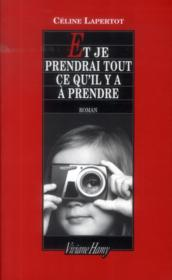 CÉLINE LAPERTOT
ET JE
PRENDRAI TOUT
CE QU'IL Y A
À PRENDRE
ROMAN
Viviane Hamy